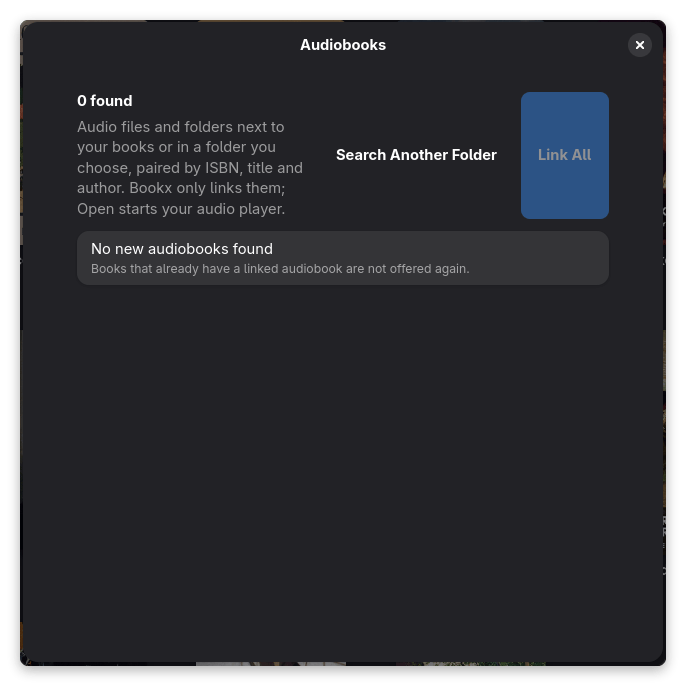 Audiobooks
0 found
Audio files and folders next to
your books or in a folder you
choose, paired by ISBN, title and
author. Bookx only links them;
Open starts your audio player.
Search Another Folder
Link All
No new audiobooks found
Books that already have a linked audiobook are not offered again.